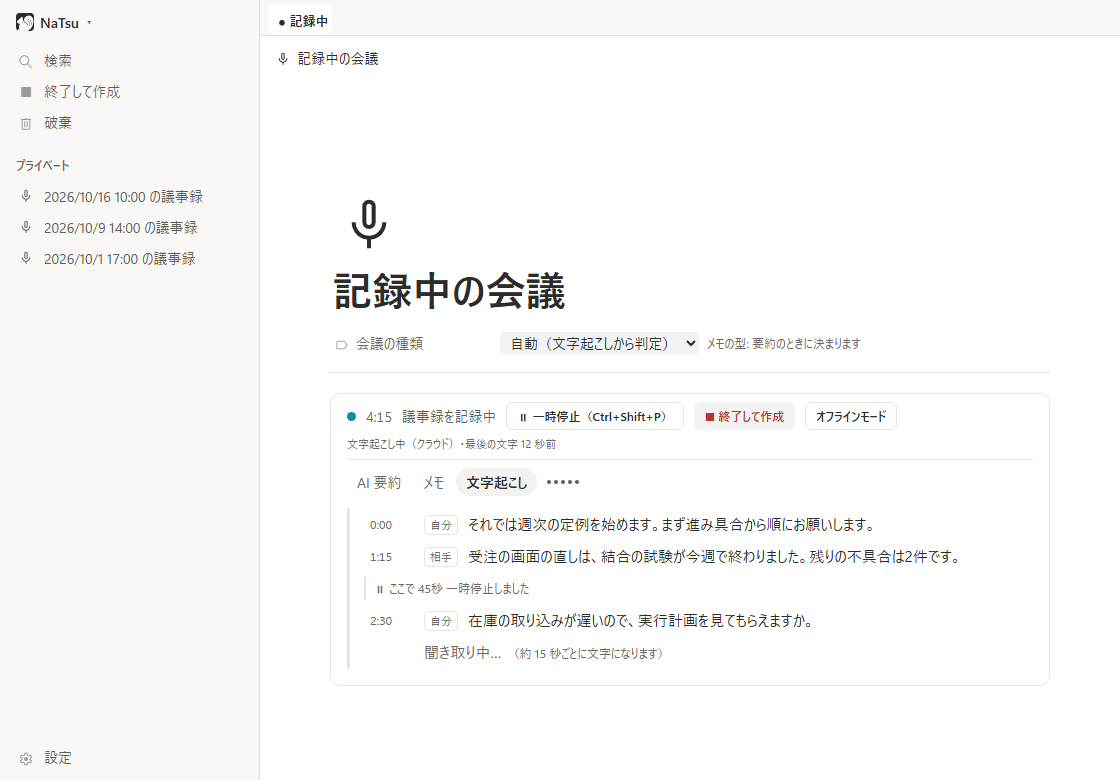 NaTsu
検索
終了して作成
破棄
プライベート
2026/10/16 10:00 の議事録
2026/10/9 14:00 の議事録
2026/10/1 17:00 の議事録
設定
● 記録中
記録中の会議
記録中の会議
会議の種類 自動（文字起こしから判定） メモの型: 要約のときに決まります
4:15 議事録を記録中 一時停止（Ctrl+Shift+P） 終了して作成 オフラインモード
文字起こし中（クラウド）・最後の文字 12 秒前
AI 要約 メモ 文字起こし
0:00 自分 それでは週次の定例を始めます。まず進み具合から順にお願いします。
1:15 相手 受注の画面の直しは、結合の試験が今週で終わりました。残りの不具合は2件です。
ここで 45秒 一時停止しました
2:30 自分 在庫の取り込みが遅いので、実行計画を見てもらえますか。
聞き取り中… （約 15 秒ごとに文字になります）